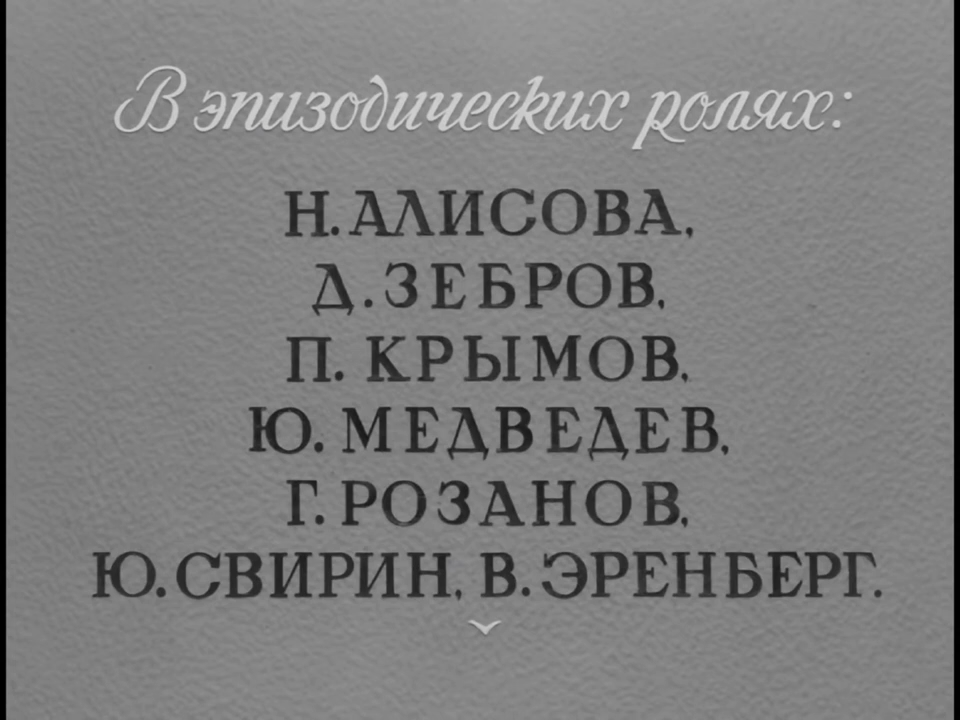 В эпизодических ролях:
Н. АЛИСОВА,
Д. ЗЕБРОВ,
П. КРЫМОВ,
Ю. МЕДВЕДЕВ,
Г. РОЗАНОВ,
Ю. СВИРИН, В. ЭРЕНБЕРГ.